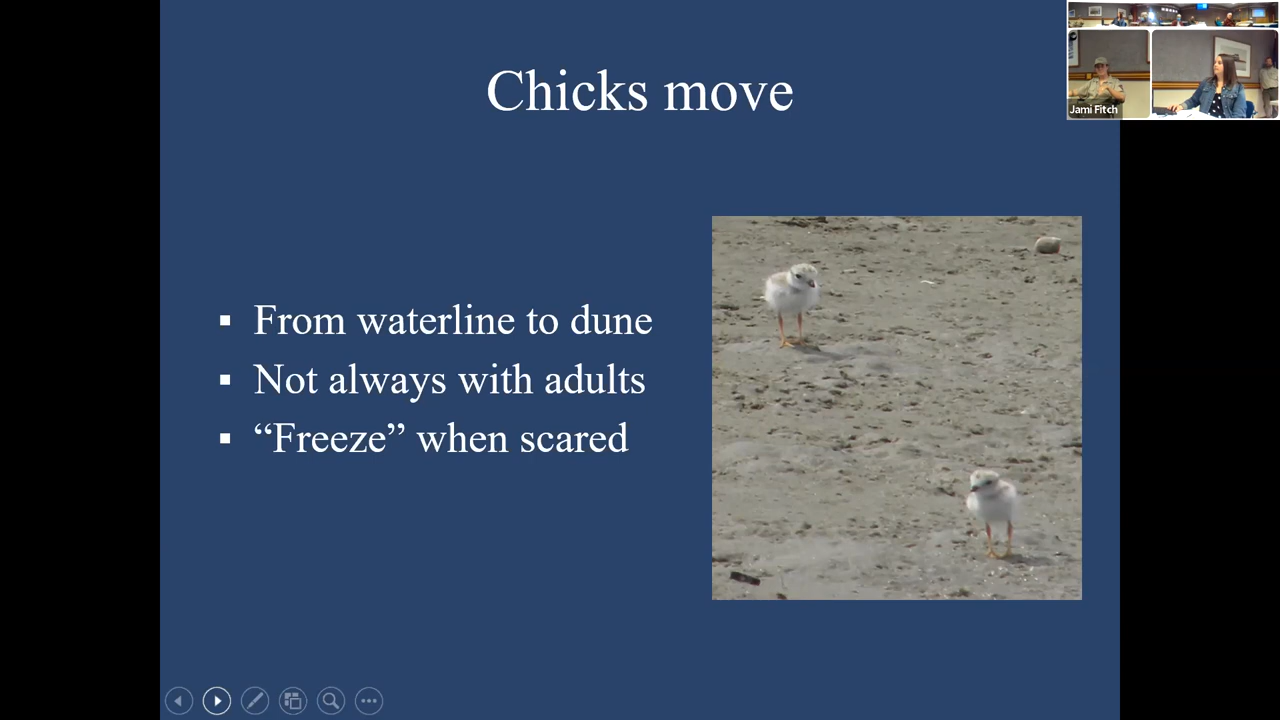 Chicks move
From waterline to dune
Not always with adults
“Freeze” when scared
Jami Fitch